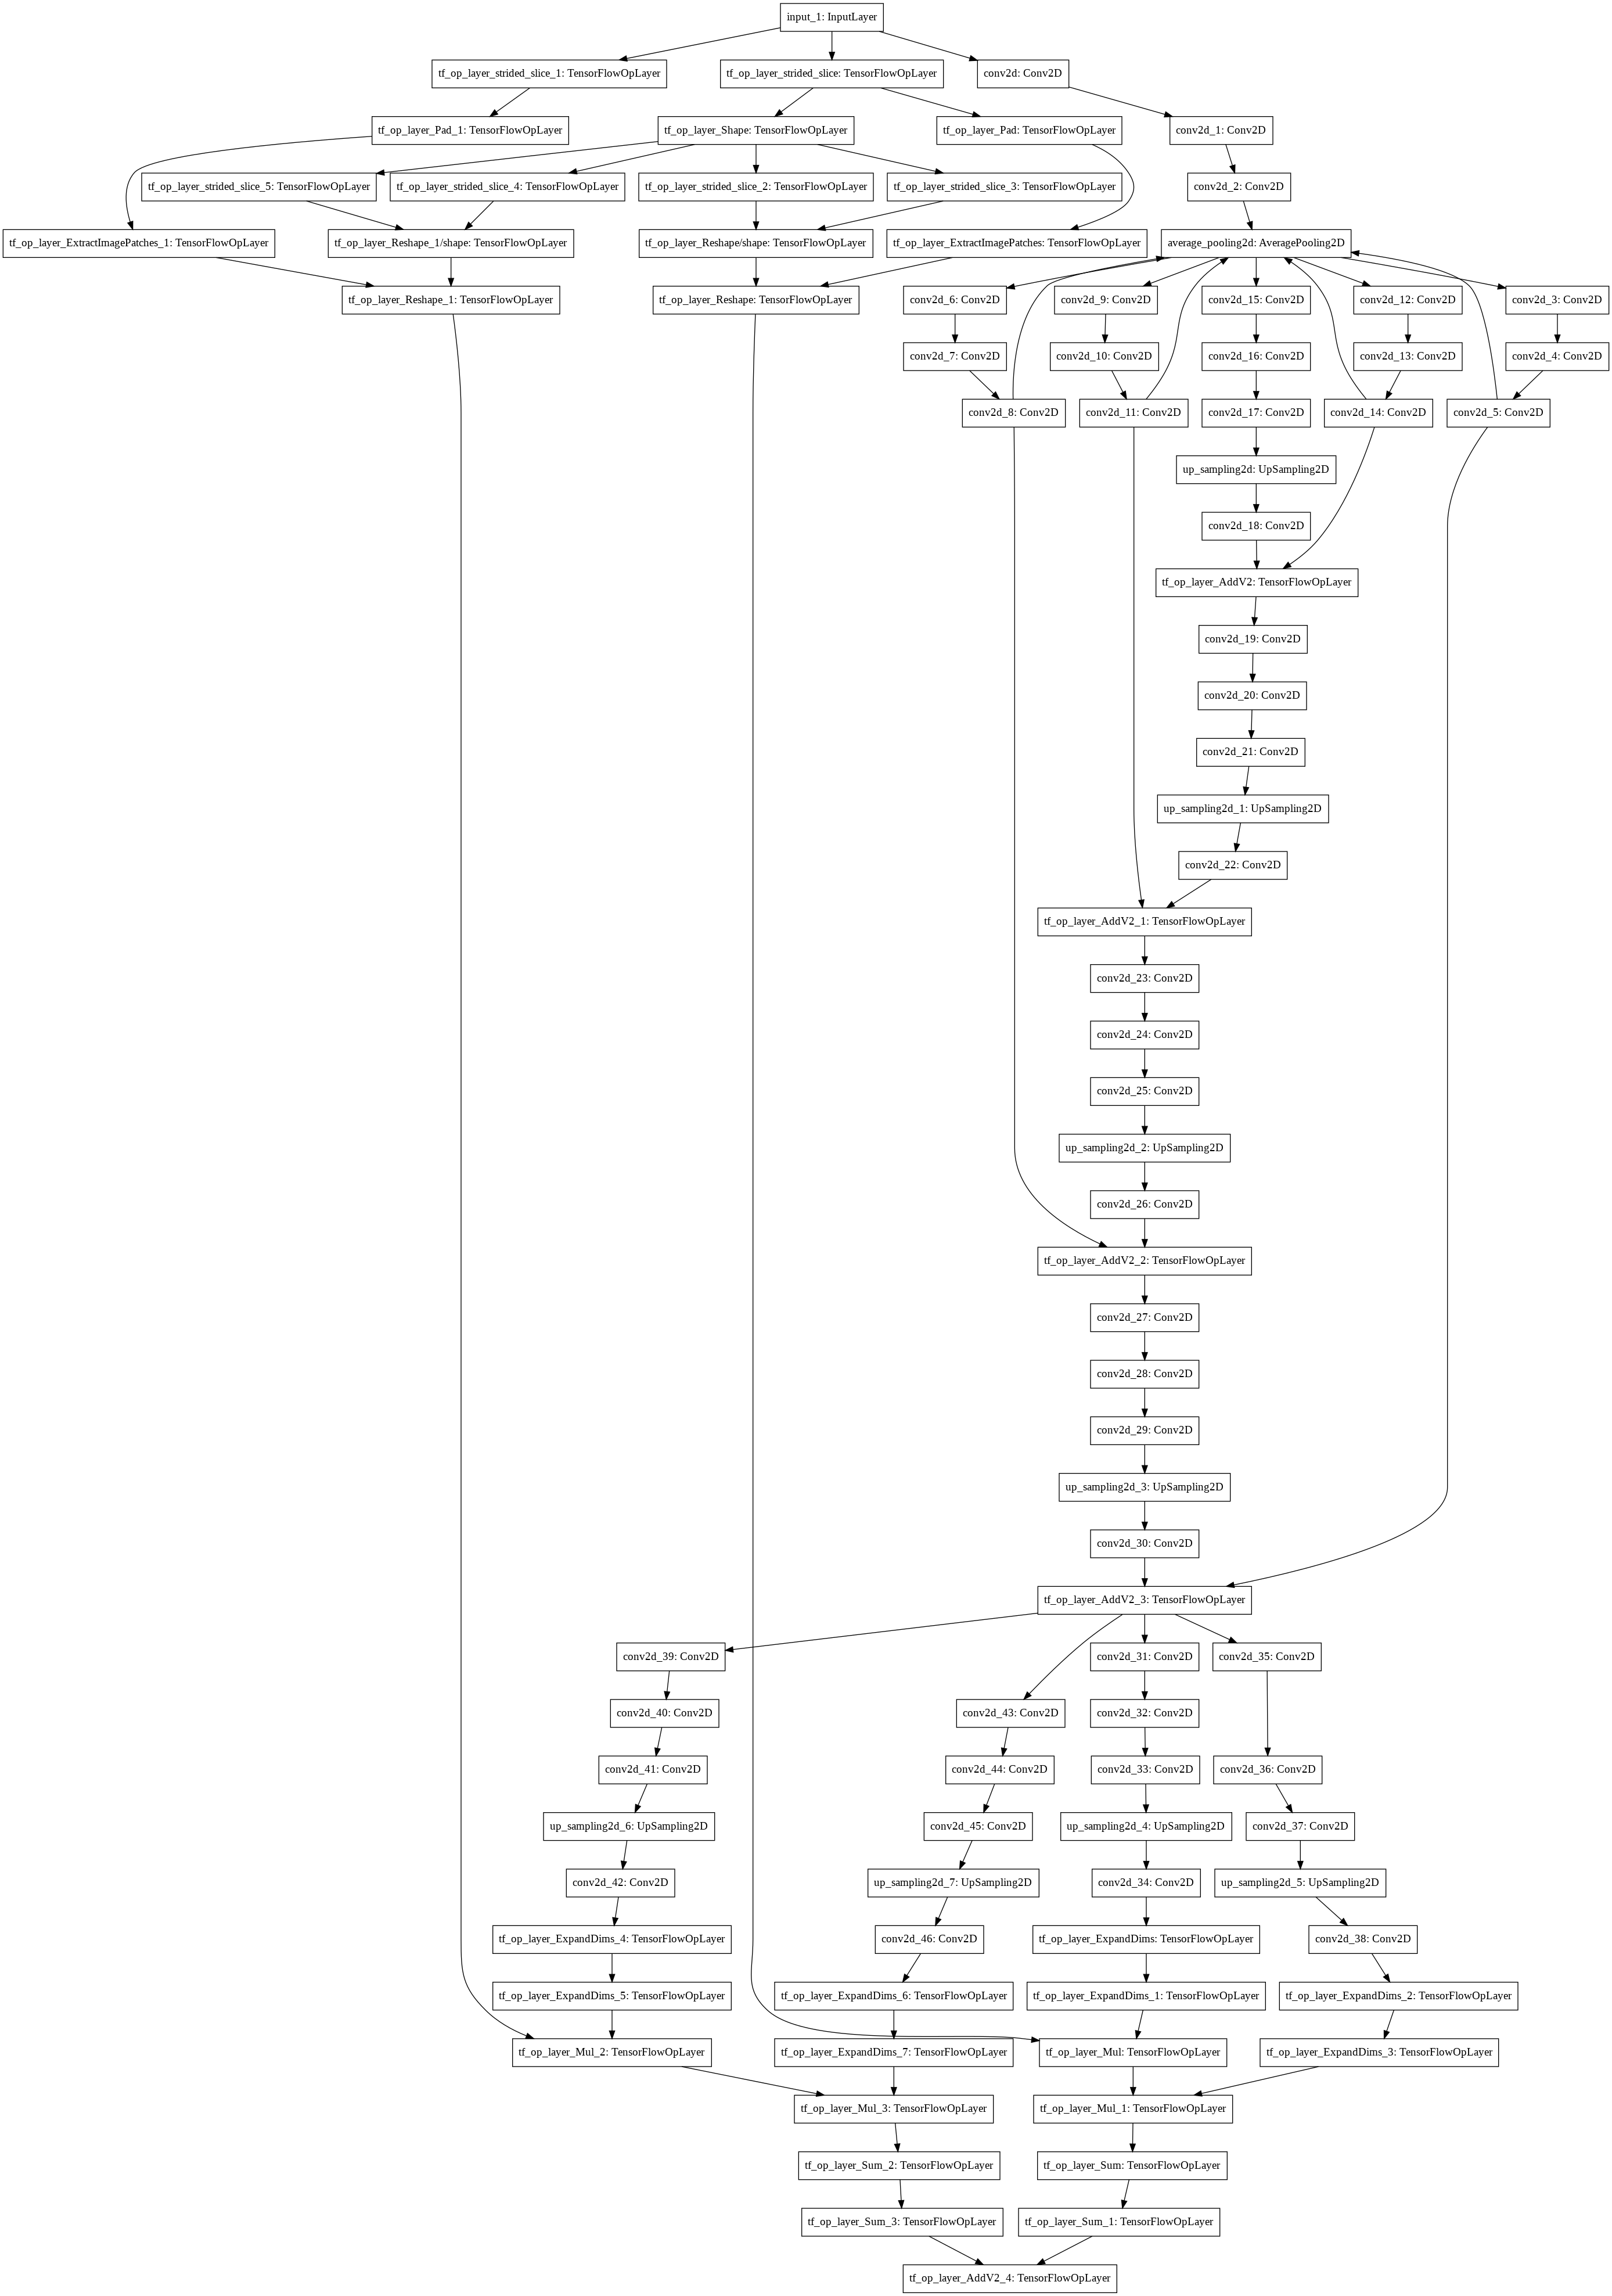 input_1: InputLayer
tf_op_layer_strided_slice_1: TensorFlowOpLayer
tf_op_layer_strided_slice: TensorFlowOpLayer
conv2d: Conv2D
tf_op_layer_Pad_1: TensorFlowOpLayer
tf_op_layer_Shape: TensorFlowOpLayer
tf_op_layer_Pad: TensorFlowOpLayer
conv2d_1: Conv2D
tf_op_layer_strided_slice_5: TensorFlowOpLayer
tf_op_layer_strided_slice_4: TensorFlowOpLayer
tf_op_layer_strided_slice_2: TensorFlowOpLayer
tf_op_layer_strided_slice_3: TensorFlowOpLayer
conv2d_2: Conv2D
tf_op_layer_ExtractImagePatches_1: TensorFlowOpLayer
tf_op_layer_Reshape_1/shape: TensorFlowOpLayer
tf_op_layer_Reshape/shape: TensorFlowOpLayer
tf_op_layer_ExtractImagePatches: TensorFlowOpLayer
average_pooling2d: AveragePooling2D
tf_op_layer_Reshape_1: TensorFlowOpLayer
tf_op_layer_Reshape: TensorFlowOpLayer
conv2d_6: Conv2D
conv2d_9: Conv2D
conv2d_15: Conv2D
conv2d_12: Conv2D
conv2d_3: Conv2D
conv2d_7: Conv2D
conv2d_10: Conv2D
conv2d_16: Conv2D
conv2d_13: Conv2D
conv2d_4: Conv2D
conv2d_8: Conv2D
conv2d_11: Conv2D
conv2d_17: Conv2D
conv2d_14: Conv2D
conv2d_5: Conv2D
up_sampling2d: UpSampling2D
conv2d_18: Conv2D
tf_op_layer_AddV2: TensorFlowOpLayer
conv2d_19: Conv2D
conv2d_20: Conv2D
conv2d_21: Conv2D
up_sampling2d_1: UpSampling2D
conv2d_22: Conv2D
tf_op_layer_AddV2_1: TensorFlowOpLayer
conv2d_23: Conv2D
conv2d_24: Conv2D
conv2d_25: Conv2D
up_sampling2d_2: UpSampling2D
conv2d_26: Conv2D
tf_op_layer_AddV2_2: TensorFlowOpLayer
conv2d_27: Conv2D
conv2d_28: Conv2D
conv2d_29: Conv2D
up_sampling2d_3: UpSampling2D
conv2d_30: Conv2D
tf_op_layer_AddV2_3: TensorFlowOpLayer
conv2d_39: Conv2D
conv2d_31: Conv2D
conv2d_35: Conv2D
conv2d_40: Conv2D
conv2d_43: Conv2D
conv2d_32: Conv2D
conv2d_41: Conv2D
conv2d_44: Conv2D
conv2d_33: Conv2D
conv2d_36: Conv2D
up_sampling2d_6: UpSampling2D
conv2d_45: Conv2D
up_sampling2d_4: UpSampling2D
conv2d_37: Conv2D
conv2d_42: Conv2D
up_sampling2d_7: UpSampling2D
conv2d_34: Conv2D
up_sampling2d_5: UpSampling2D
tf_op_layer_ExpandDims_4: TensorFlowOpLayer
conv2d_46: Conv2D
tf_op_layer_ExpandDims: TensorFlowOpLayer
conv2d_38: Conv2D
tf_op_layer_ExpandDims_5: TensorFlowOpLayer
tf_op_layer_ExpandDims_6: TensorFlowOpLayer
tf_op_layer_ExpandDims_1: TensorFlowOpLayer
tf_op_layer_ExpandDims_2: TensorFlowOpLayer
tf_op_layer_Mul_2: TensorFlowOpLayer
tf_op_layer_ExpandDims_7: TensorFlowOpLayer
tf_op_layer_Mul: TensorFlowOpLayer
tf_op_layer_ExpandDims_3: TensorFlowOpLayer
tf_op_layer_Mul_3: TensorFlowOpLayer
tf_op_layer_Mul_1: TensorFlowOpLayer
tf_op_layer_Sum_2: TensorFlowOpLayer
tf_op_layer_Sum: TensorFlowOpLayer
tf_op_layer_Sum_3: TensorFlowOpLayer
tf_op_layer_Sum_1: TensorFlowOpLayer
tf_op_layer_AddV2_4: TensorFlowOpLayer